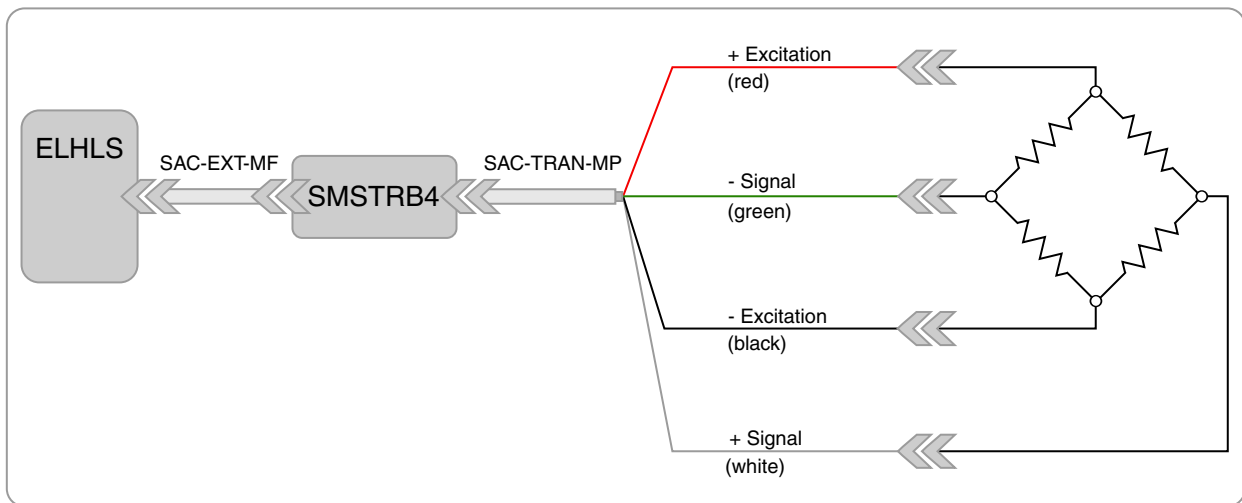 ELHLS
SAC-EXT-MF
SMSTRB4
SAC-TRAN-MP
+ Excitation
(red)
- Signal
(green)
- Excitation
(black)
+ Signal
(white)